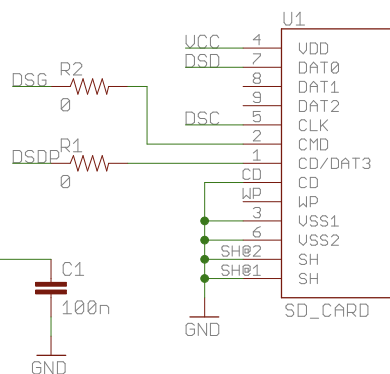 U1
VCC 4 VDD
DSD 7 DAT0
8 DAT1
9 DAT2
DSC 5 CLK
2 CMD
1 CD/DAT3
CD CD
WP WP
3 VSS1
6 VSS2
SH@2 SH
SH@1 SH
SD_CARD
GND
DSG R2
0
DSDP R1
0
C1
100n
GND